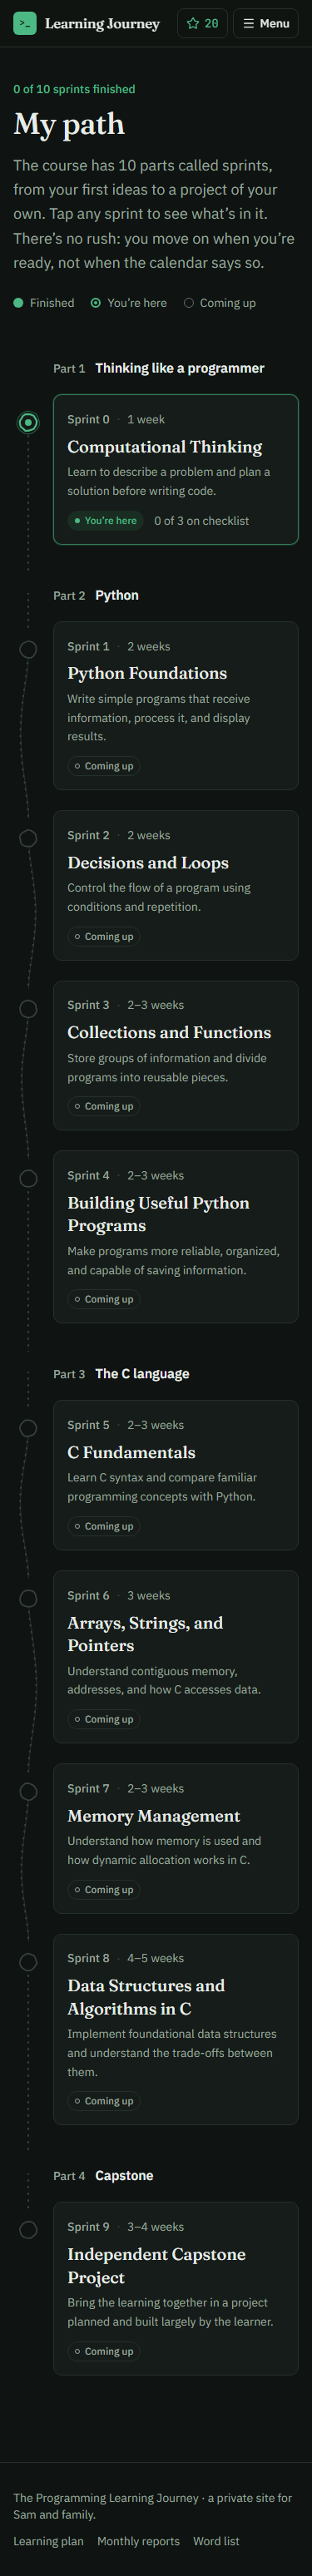 >_ Learning Journey 20 Menu
0 of 10 sprints finished
My path
The course has 10 parts called sprints,
from your first ideas to a project of your
own. Tap any sprint to see what's in it.
There's no rush: you move on when you're
ready, not when the calendar says so.
Finished You're here Coming up
Part 1 Thinking like a programmer
Sprint 0 · 1 week
Computational Thinking
Learn to describe a problem and plan a
solution before writing code.
You're here 0 of 3 on checklist
Part 2 Python
Sprint 1 · 2 weeks
Python Foundations
Write simple programs that receive
information, process it, and display
results.
Coming up
Sprint 2 · 2 weeks
Decisions and Loops
Control the flow of a program using
conditions and repetition.
Coming up
Sprint 3 · 2–3 weeks
Collections and Functions
Store groups of information and divide
programs into reusable pieces.
Coming up
Sprint 4 · 2–3 weeks
Building Useful Python
Programs
Make programs more reliable, organized,
and capable of saving information.
Coming up
Part 3 The C language
Sprint 5 · 2–3 weeks
C Fundamentals
Learn C syntax and compare familiar
programming concepts with Python.
Coming up
Sprint 6 · 3 weeks
Arrays, Strings, and
Pointers
Understand contiguous memory,
addresses, and how C accesses data.
Coming up
Sprint 7 · 2–3 weeks
Memory Management
Understand how memory is used and
how dynamic allocation works in C.
Coming up
Sprint 8 · 4–5 weeks
Data Structures and
Algorithms in C
Implement foundational data structures
and understand the trade-offs between
them.
Coming up
Part 4 Capstone
Sprint 9 · 3–4 weeks
Independent Capstone
Project
Bring the learning together in a project
planned and built largely by the learner.
Coming up
The Programming Learning Journey · a private site for
Sam and family.
Learning plan Monthly reports Word list